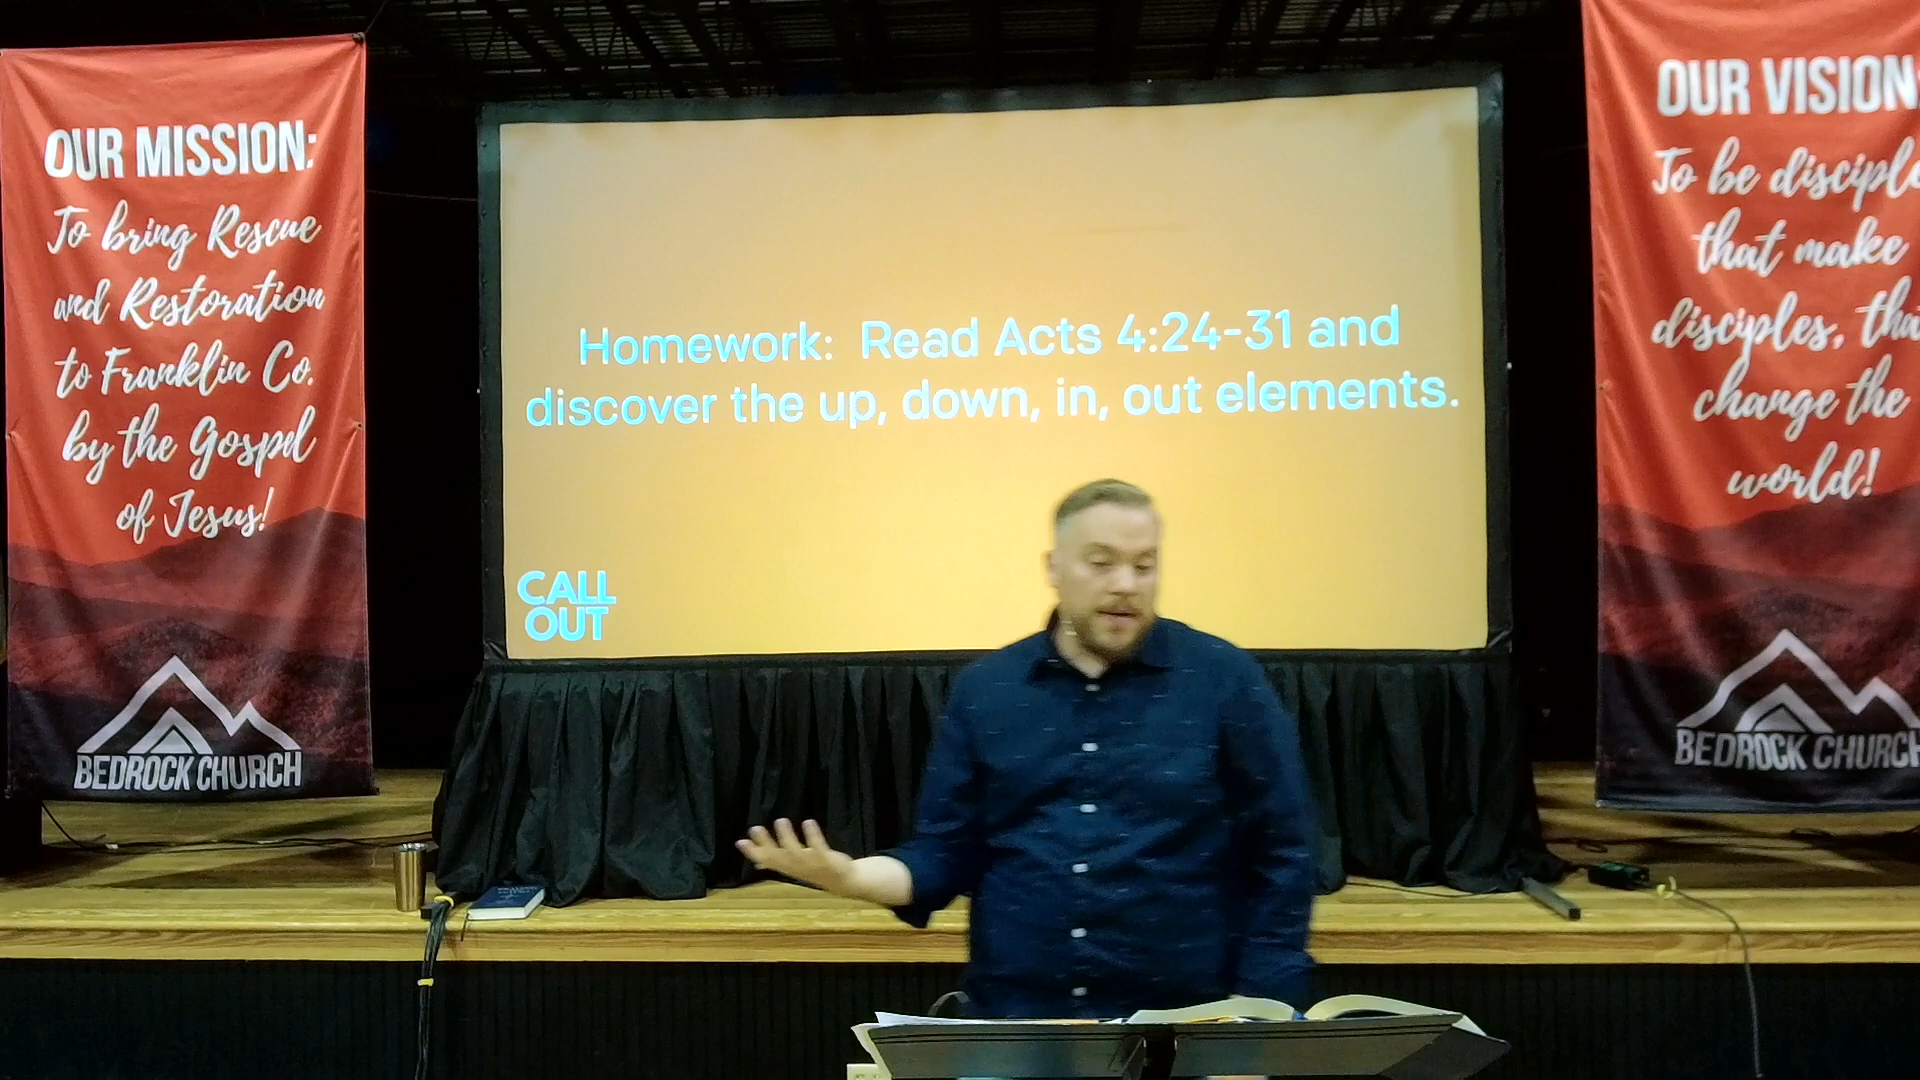 OUR MISSION:
To bring Rescue
and Restoration
to Franklin Co.
by the Gospel
of Jesus!
BEDROCK CHURCH
Homework: Read Acts 4:24-31 and
discover the up, down, in, out elements.
CALL
OUT
OUR VISION:
To be disciple
that make
disciples, tha
change the
world!
BEDROCK CHURCH